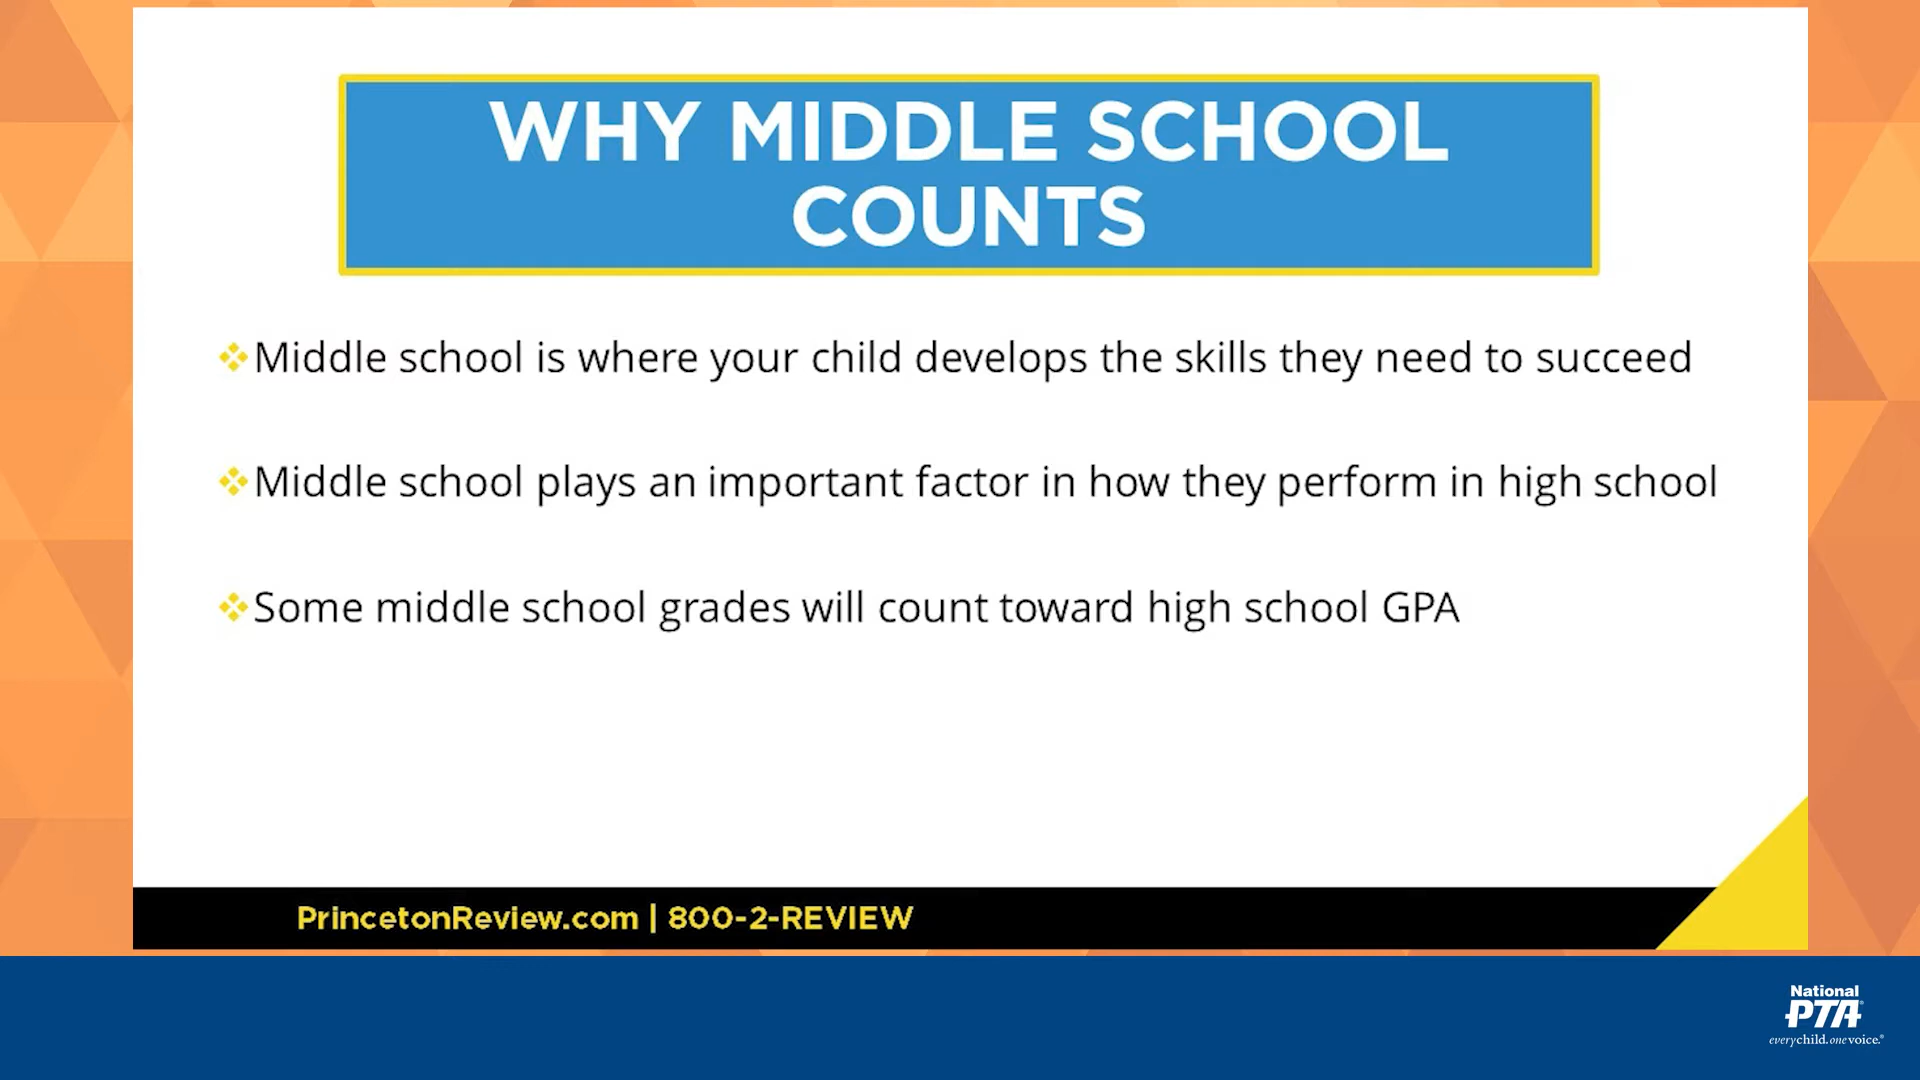 WHY MIDDLE SCHOOL
COUNTS
Middle school is where your child develops the skills they need to succeed
Middle school plays an important factor in how they perform in high school
Some middle school grades will count toward high school GPA
PrincetonReview.com | 800-2-REVIEW
National
PTA®
everychild.onevoice.®